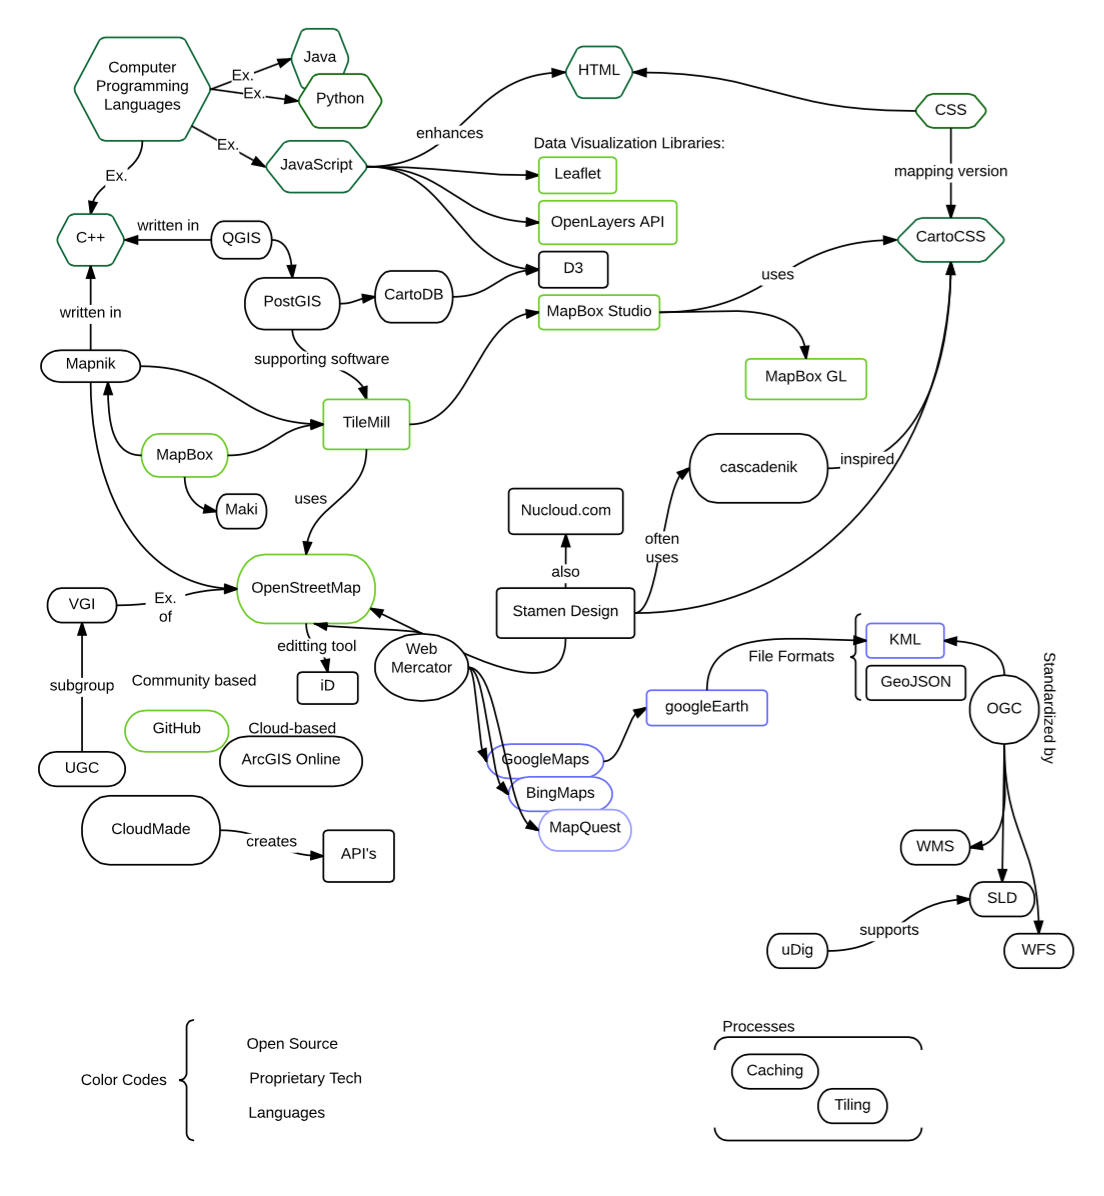 Computer
Programming
Languages
Java
Ex.
Ex.
Python
Ex.
JavaScript
enhances
HTML
CSS
Data Visualization Libraries:
Leaflet
mapping version
Ex.
OpenLayers API
C++
written in
QGIS
CartoCSS
D3
uses
PostGIS
CartoDB
MapBox Studio
written in
supporting software
Mapnik
MapBox GL
TileMill
MapBox
cascadenik
inspired
Maki
uses
Nucloud.com
often
uses
also
OpenStreetMap
VGI
Ex.
of
Stamen Design
editting tool
Web
Mercator
KML
File Formats
GeoJSON
Standardized by
subgroup
Community based
iD
googleEarth
OGC
GitHub
Cloud-based
ArcGIS Online
UGC
GoogleMaps
BingMaps
MapQuest
CloudMade
creates
API's
WMS
SLD
supports
uDig
WFS
Processes
Open Source
Color Codes
Proprietary Tech
Languages
Caching
Tiling